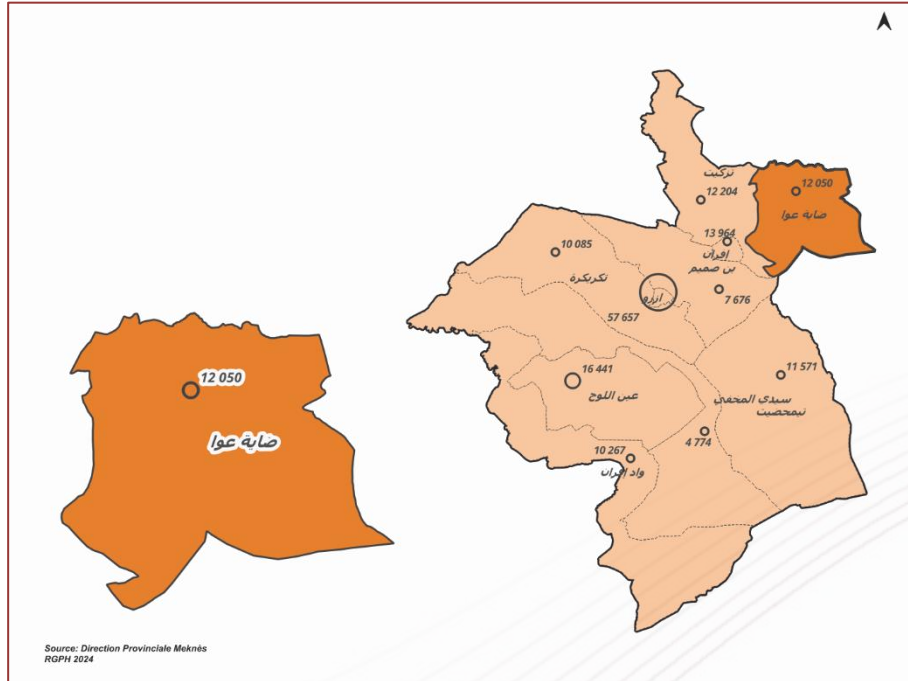 12 050
ضاية عوا
Source: Direction Provinciale Meknès
RGPH 2024
تزكيت
12 204
12 050
ضاية عوا
13 964
إفران
بن صميم
7 676
10 085
تكريكرة
ازرو
57 657
16 441
عين اللوح
11 571
سيدي المخفي
تيمحضيت
4 774
10 267
واد إفران